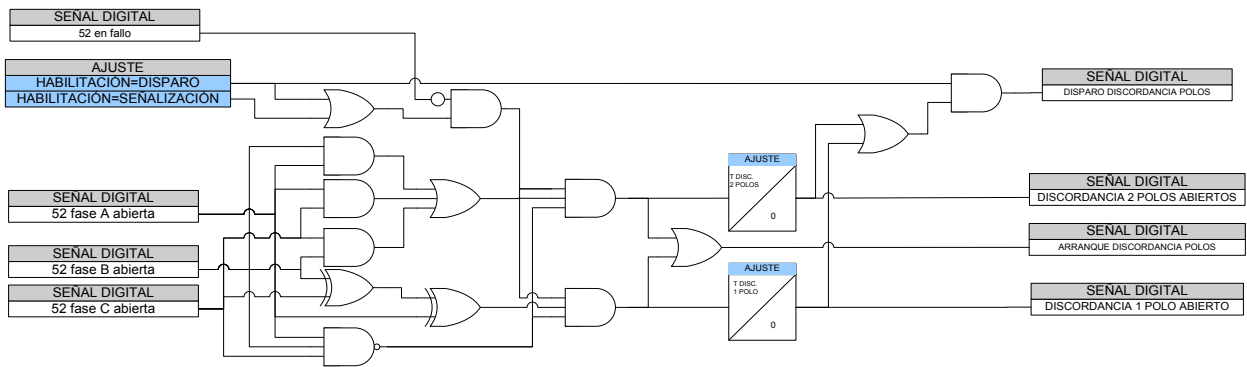 SEÑAL DIGITAL
52 en fallo
AJUSTE
HABILITACIÓN=DISPARO
HABILITACIÓN=SEÑALIZACIÓN
SEÑAL DIGITAL
DISPARO DISCORDANCIA POLOS
AJUSTE
T DISC.
2 POLOS
0
SEÑAL DIGITAL
52 fase A abierta
SEÑAL DIGITAL
DISCORDANCIA 2 POLOS ABIERTOS
SEÑAL DIGITAL
ARRANQUE DISCORDANCIA POLOS
SEÑAL DIGITAL
52 fase B abierta
AJUSTE
T DISC.
1 POLO
0
SEÑAL DIGITAL
52 fase C abierta
SEÑAL DIGITAL
DISCORDANCIA 1 POLO ABIERTO